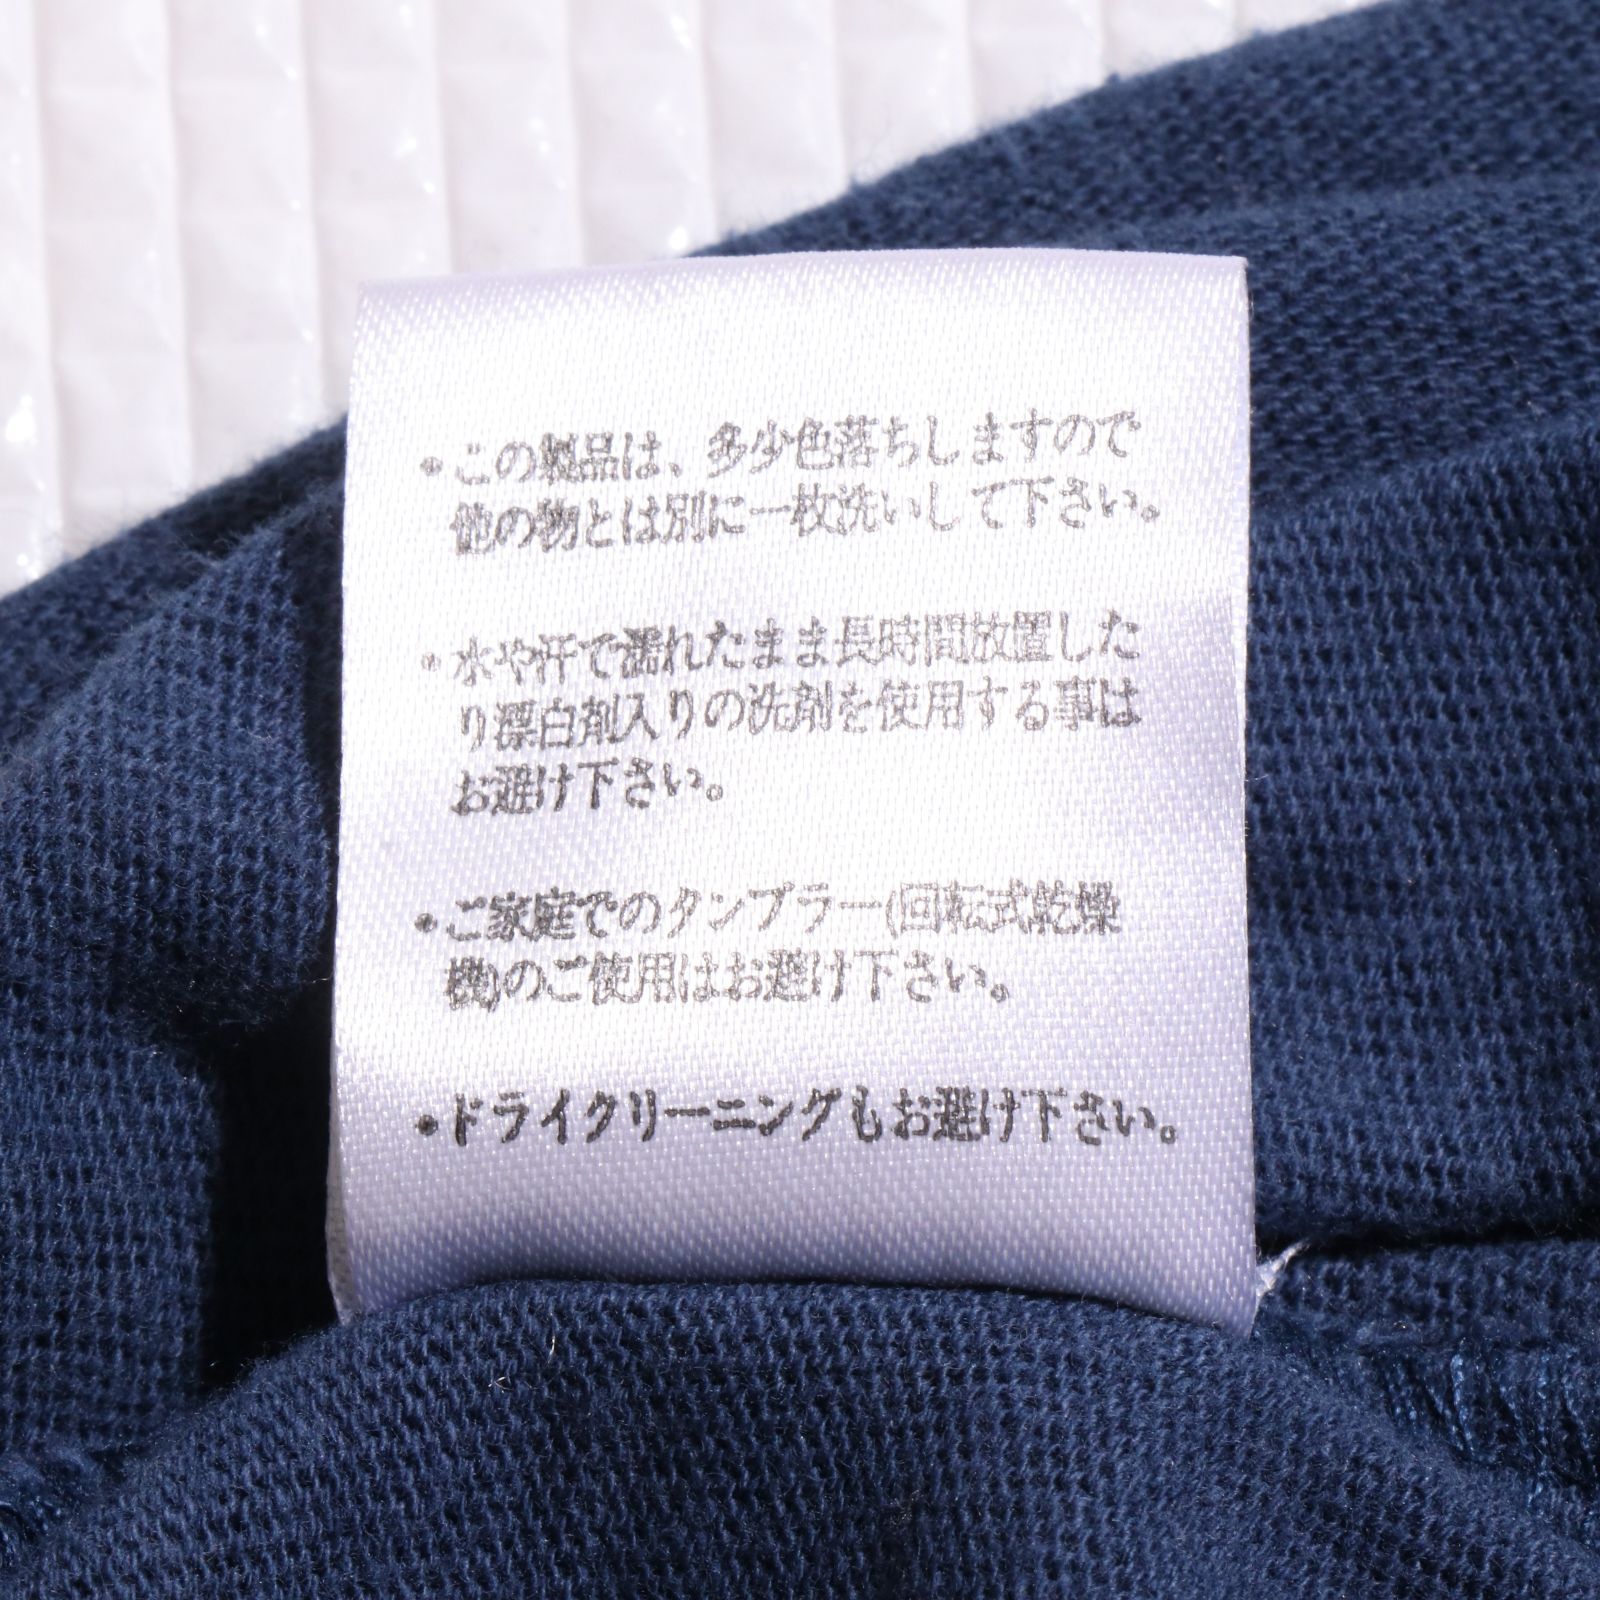 ・この製品は、多少色落ちしますので
他の物とは別に一枚洗いして下さい。
・水や汗で濡れたまま長時間放置した
り漂白剤入りの洗剤を使用する事は
お避け下さい。
・ご家庭でのタンブラー(回転式乾燥
機)のご使用はお避け下さい。
・ドライクリーニングもお避け下さい。